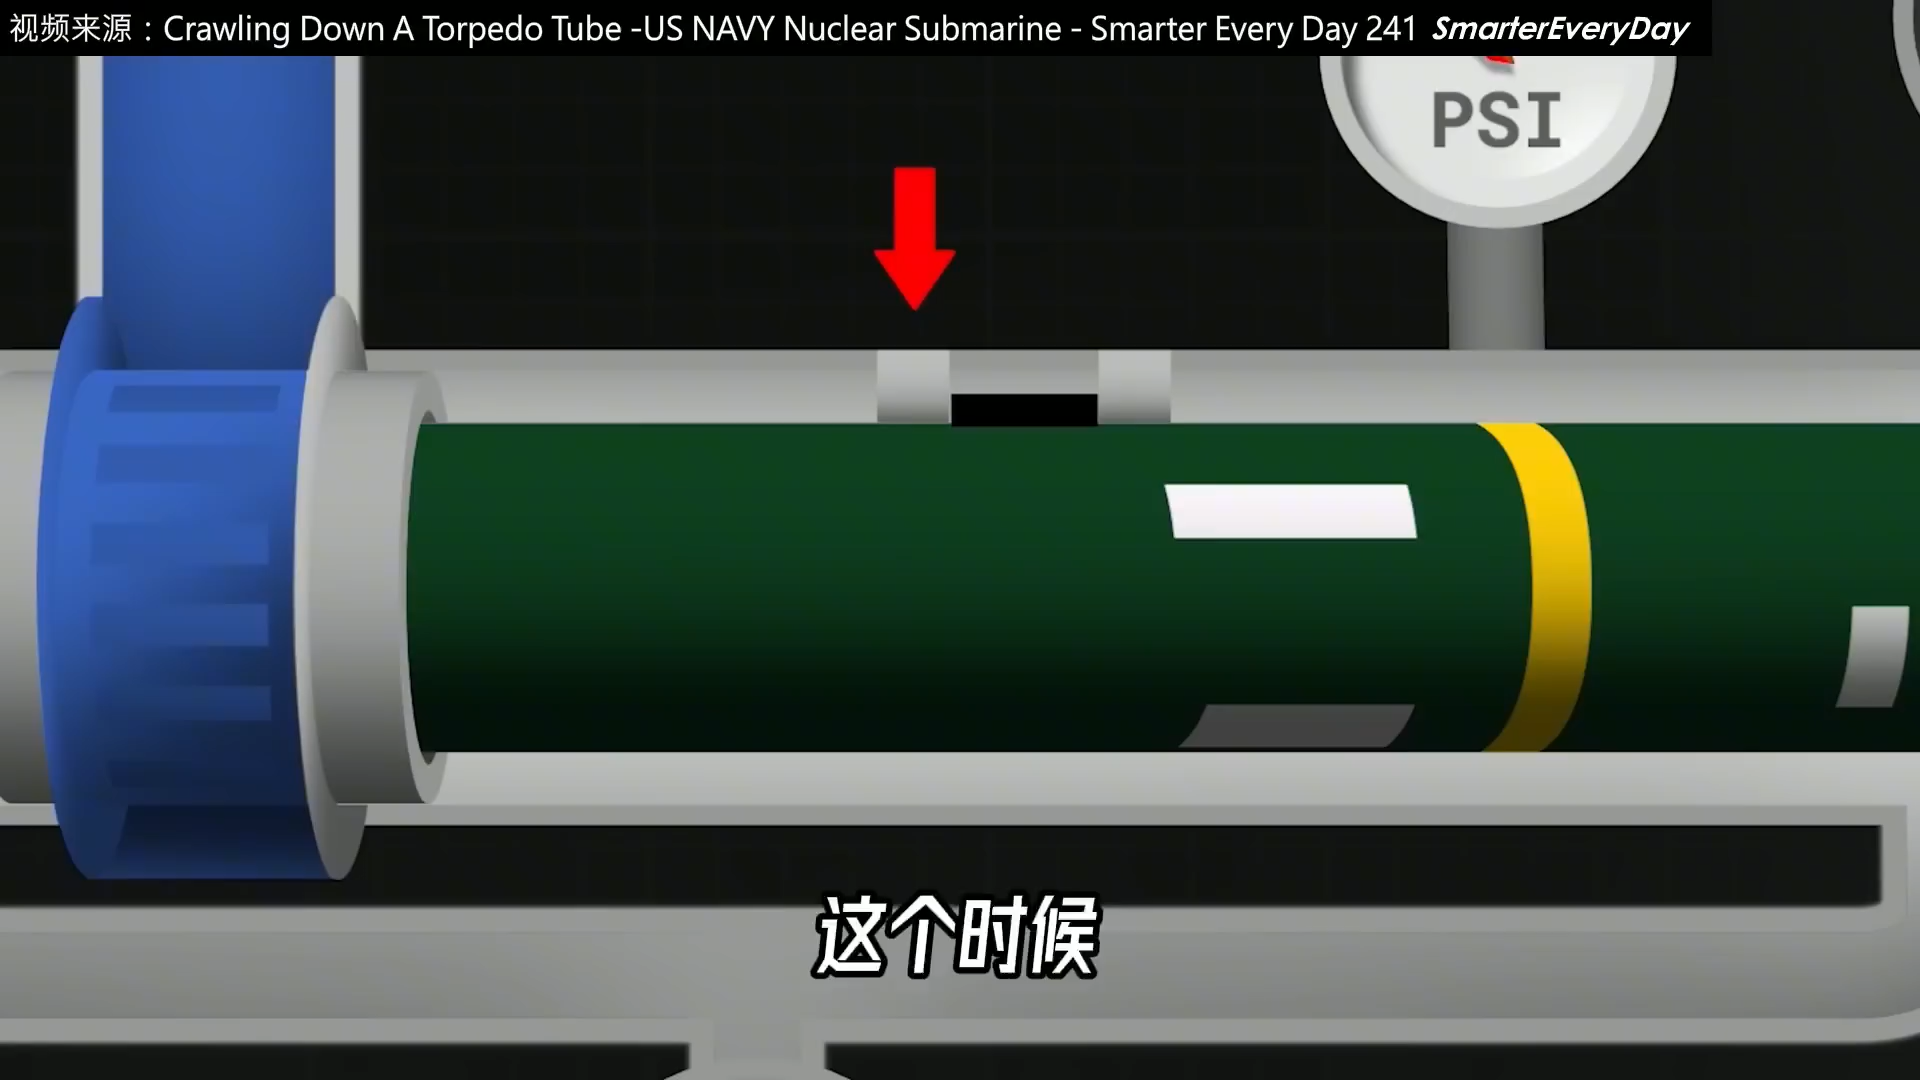 视频来源：Crawling Down A Torpedo Tube -US NAVY Nuclear Submarine - Smarter Every Day 241 SmarterEveryDay
PSI
这个时候